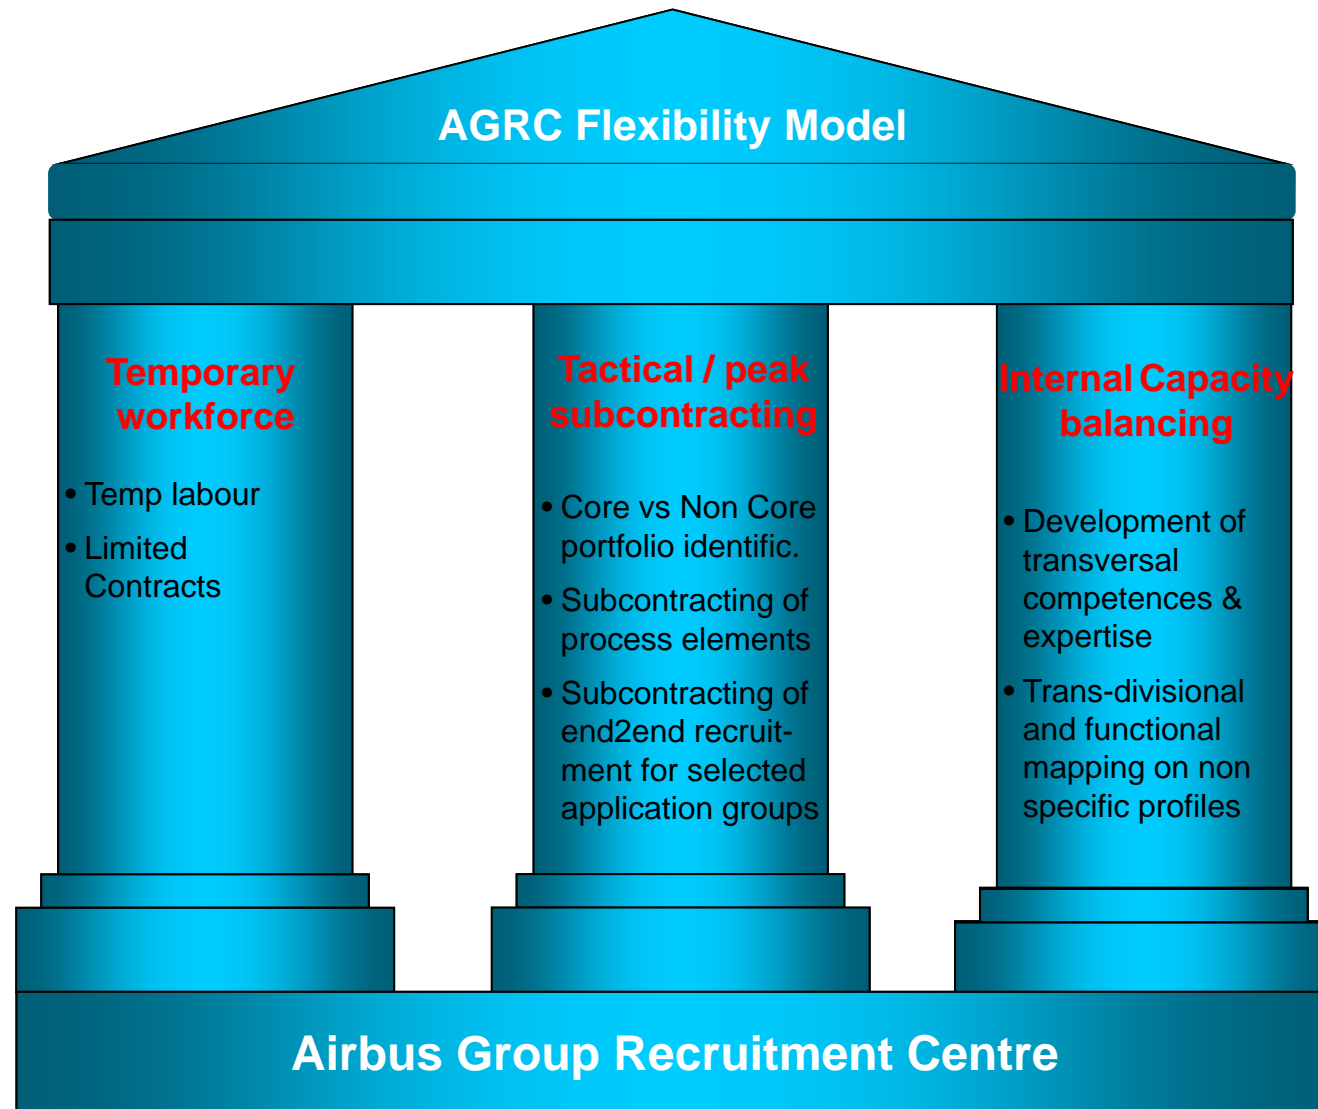 AGRC Flexibility Model
Temporary
workforce
• Temp labour
• Limited
Contracts
Tactical / peak
subcontracting
• Core vs Non Core
portfolio identific.
• Subcontracting of
process elements
• Subcontracting of
end2end recruit-
ment for selected
application groups
Internal Capacity
balancing
• Development of
transversal
competences &
expertise
• Trans-divisional
and functional
mapping on non
specific profiles
Airbus Group Recruitment Centre